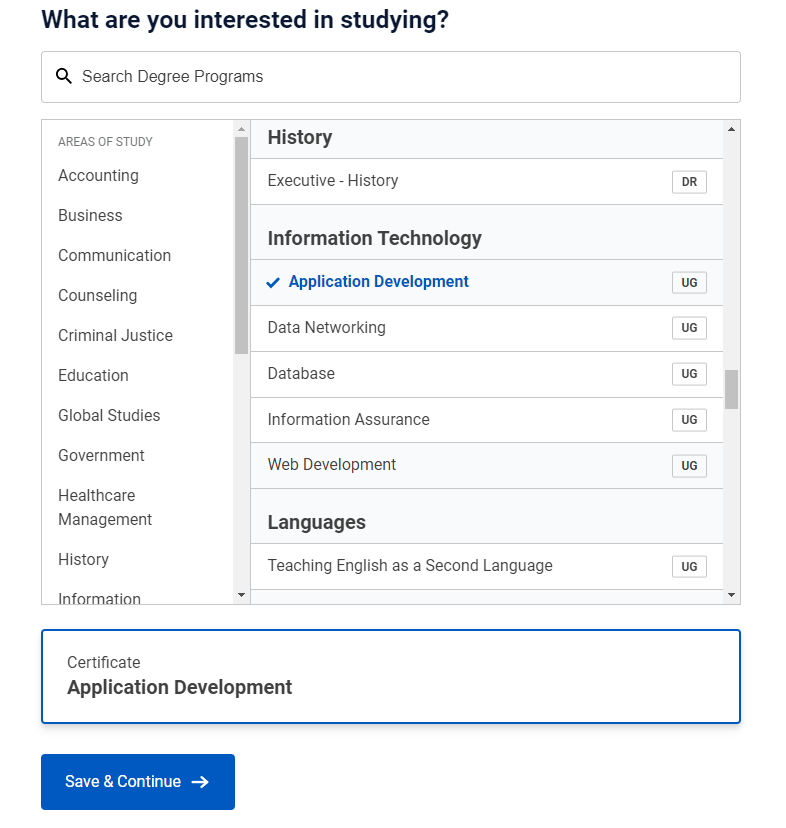 What are you interested in studying?
Search Degree Programs
AREAS OF STUDY
Accounting
Business
Communication
Counseling
Criminal Justice
Education
Global Studies
Government
Healthcare
Management
History
Information
History
Executive - History DR
Information Technology
Application Development UG
Data Networking UG
Database UG
Information Assurance UG
Web Development UG
Languages
Teaching English as a Second Language UG
Certificate
Application Development
Save & Continue